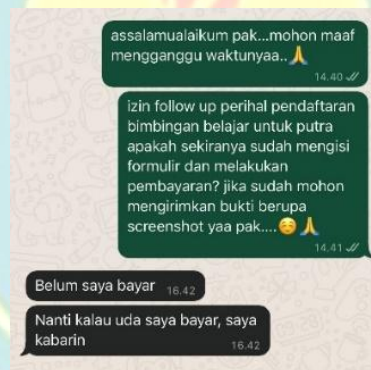 assalamualaikum pak...mohon maaf
mengganggu waktunyaa..🙏
14.40
izin follow up perihal pendaftaran
bimbingan belajar untuk putra
apakah sekiranya sudah mengisi
formulir dan melakukan
pembayaran? jika sudah mohon
mengirimkan bukti berupa
screenshot yaa pak....☺️🙏
14.41
Belum saya bayar 16.42
Nanti kalau uda saya bayar, saya
kabarin 16.42